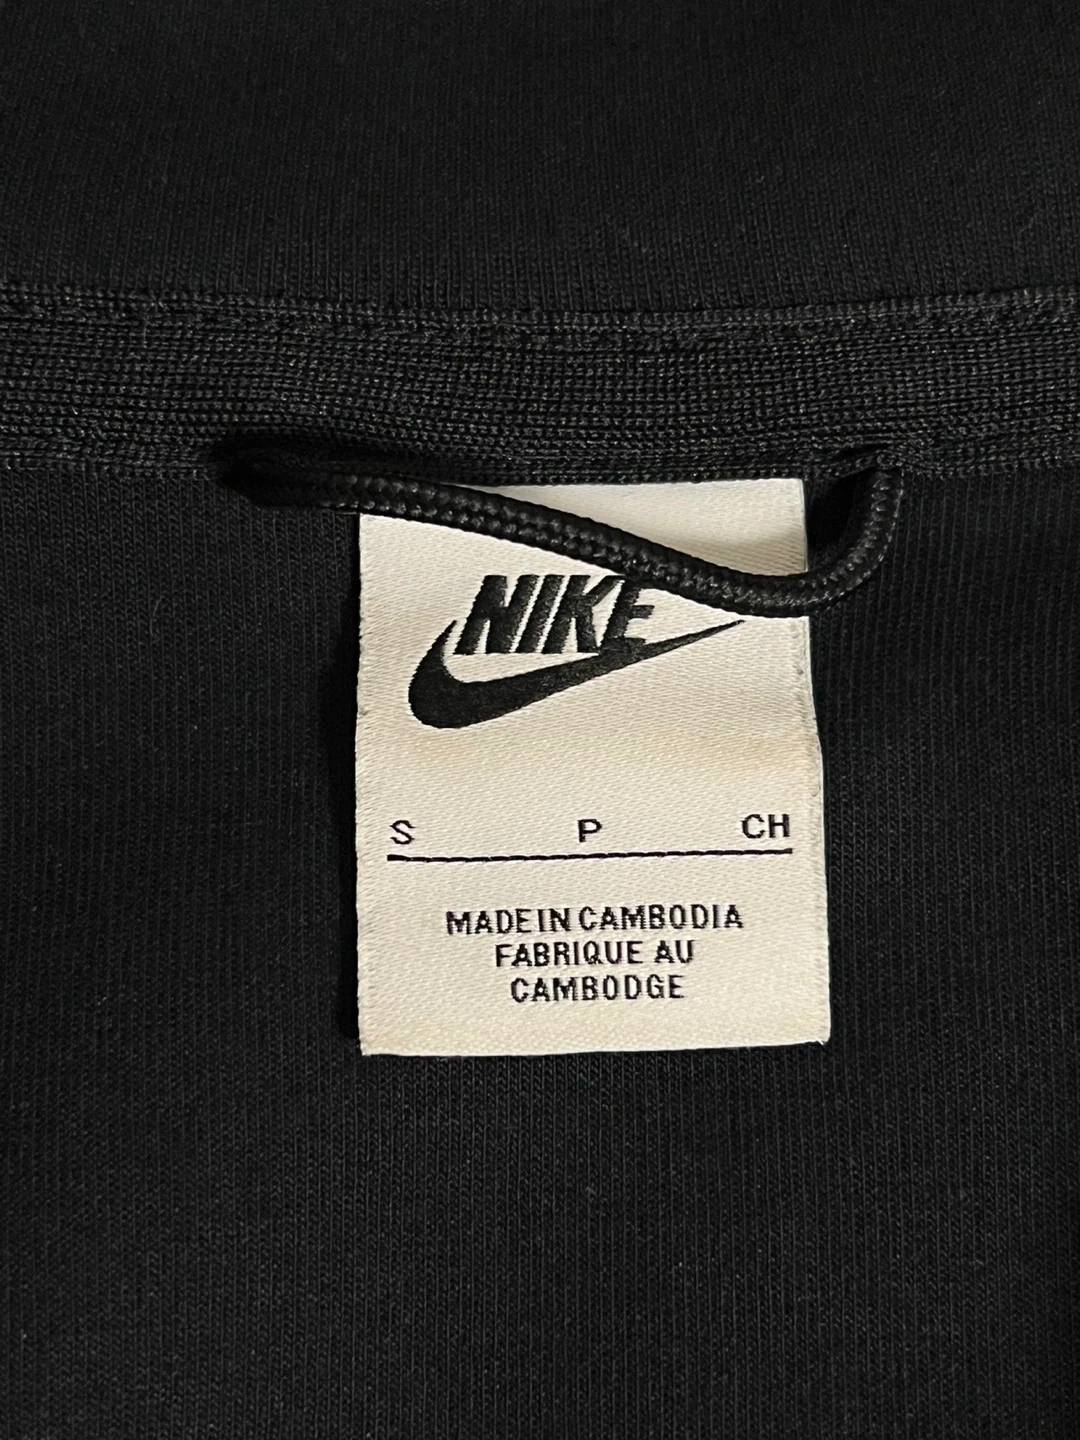 NIKE
S P CH
MADE IN CAMBODIA
FABRIQUE AU
CAMBODGE